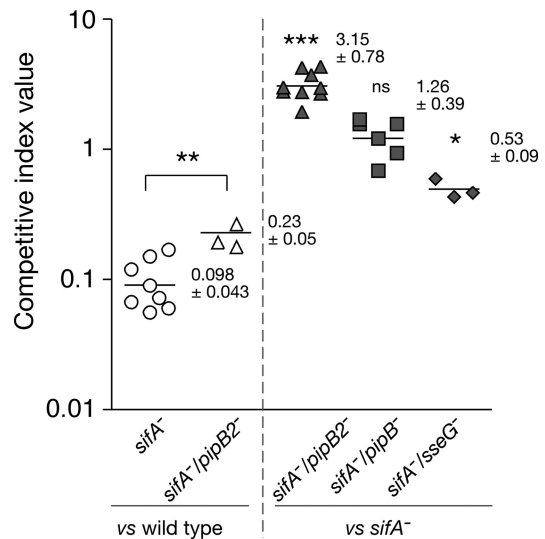 Competitive index value
10
1
0.1
0.01
**
0.098
± 0.043
0.23
± 0.05
***
3.15
± 0.78
ns
1.26
± 0.39
*
0.53
± 0.09
sifA⁻
sifA⁻/pipB2⁻
sifA⁻/pipB2⁻
sifA⁻/pipB⁻
sifA⁻/sseG⁻
vs wild type
vs sifA⁻